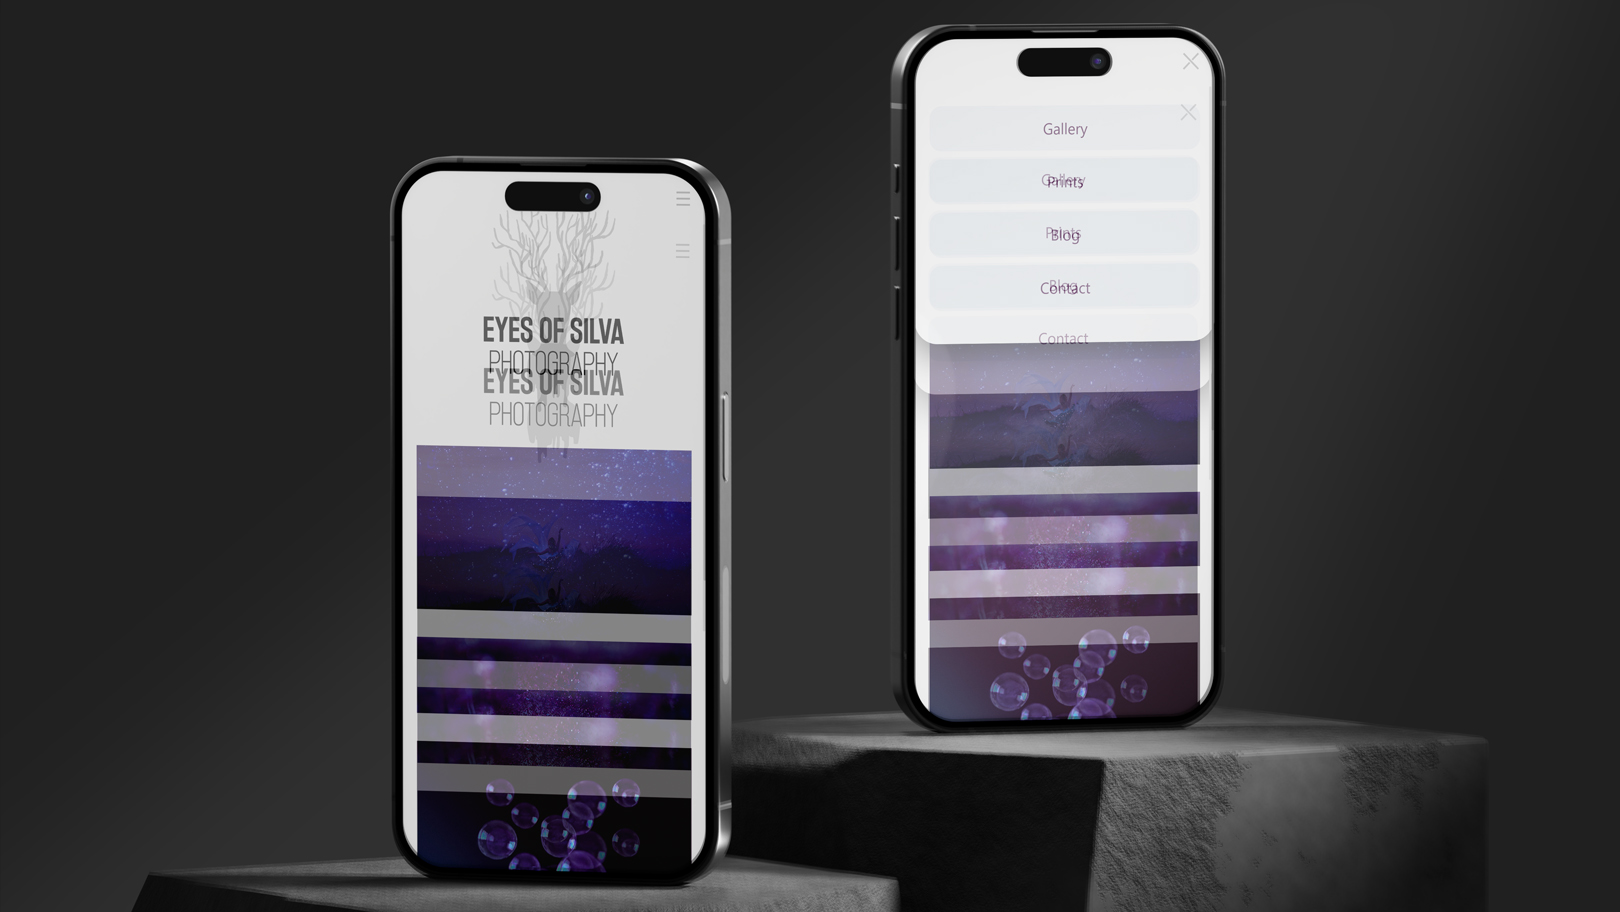 EYES OF SILVA
PHOTOGRAPHY
EYES OF SILVA
PHOTOGRAPHY
Gallery
Gallery
Prints
Prints
Blog
Blog
Contact
Contact